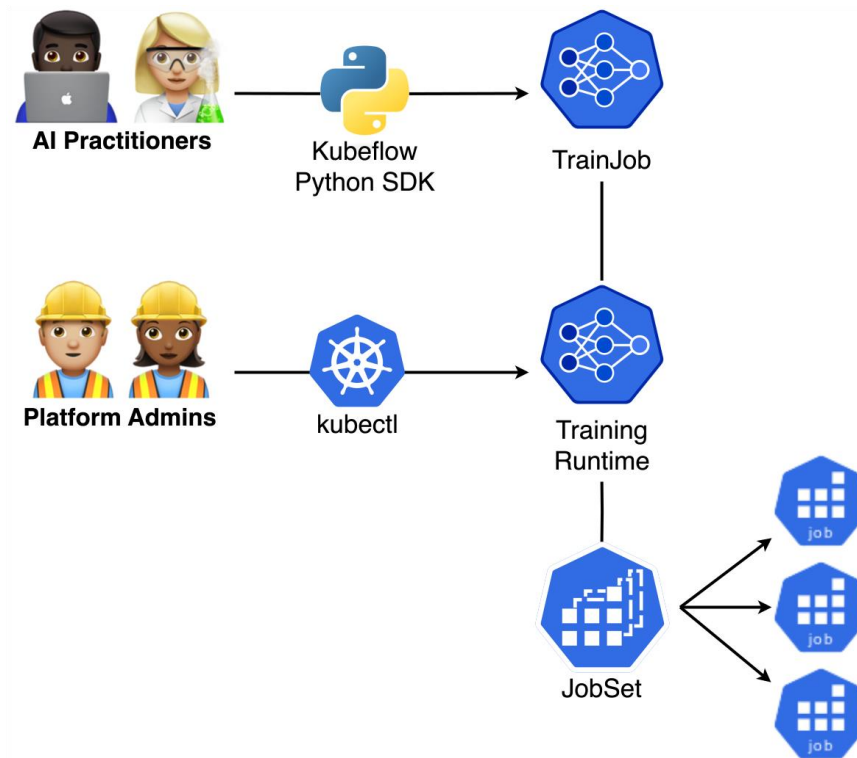 AI Practitioners
Kubeflow
Python SDK
TrainJob
Platform Admins
kubectl
Training
Runtime
job
job
JobSet
job